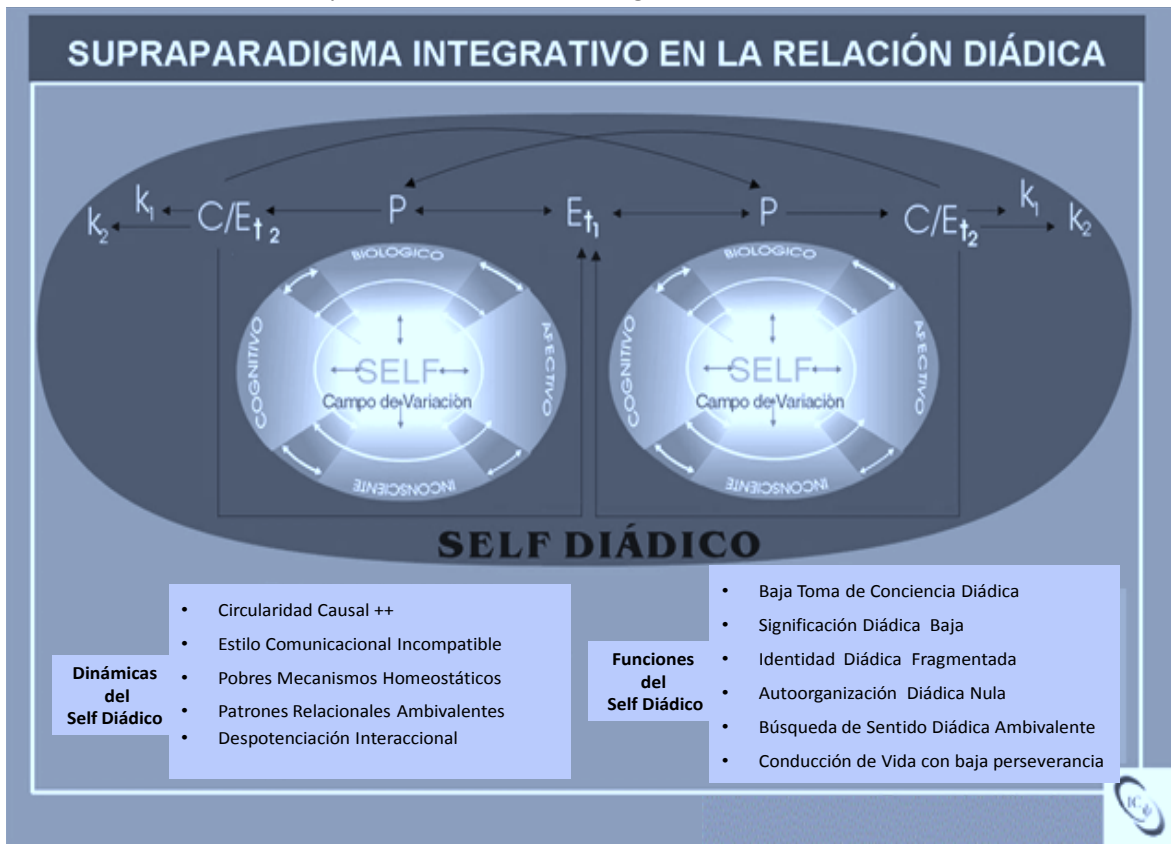 SUPRAPARADIGMA INTEGRATIVO EN LA RELACIÓN DIÁDICA
k₂ k₁ C/E t₂ P E t₁ P C/E t₂ k₁ k₂
BIOLOGICO
COGNITIVO
AFECTIVO
SELF
Campo de Variación
INCONSCIENTE
BIOLOGICO
COGNITIVO
AFECTIVO
SELF
Campo de Variación
INCONSCIENTE
SELF DIÁDICO
Dinámicas
del
Self Diádico
• Circularidad Causal ++
• Estilo Comunicacional Incompatible
• Pobres Mecanismos Homeostáticos
• Patrones Relacionales Ambivalentes
• Despotenciación Interaccional
Funciones
del
Self Diádico
• Baja Toma de Conciencia Diádica
• Significación Diádica Baja
• Identidad Diádica Fragmentada
• Autoorganización Diádica Nula
• Búsqueda de Sentido Diádica Ambivalente
• Conducción de Vida con baja perseverancia